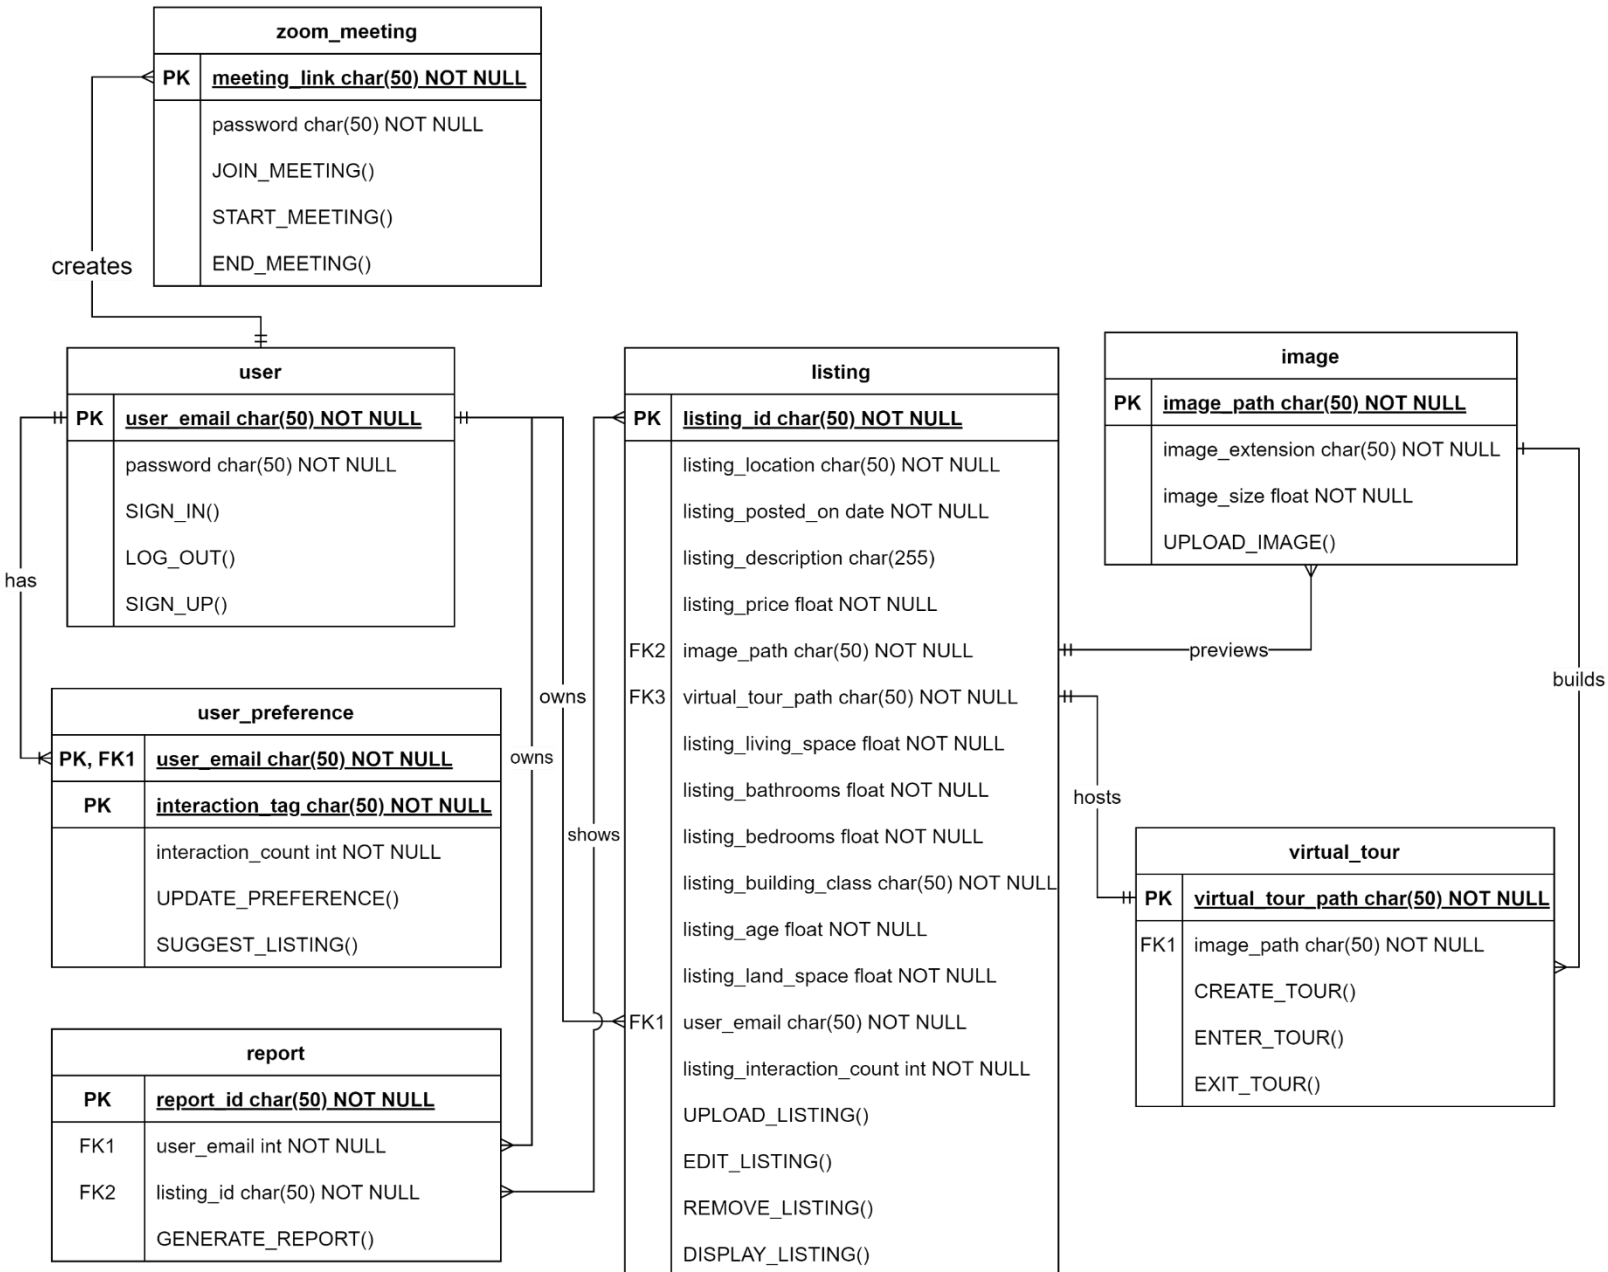 zoom_meeting
PK meeting_link char(50) NOT NULL
password char(50) NOT NULL
JOIN_MEETING()
START_MEETING()
END_MEETING()
creates
user
PK user_email char(50) NOT NULL
password char(50) NOT NULL
SIGN_IN()
LOG_OUT()
SIGN_UP()
has
user_preference
PK, FK1 user_email char(50) NOT NULL
PK interaction_tag char(50) NOT NULL
interaction_count int NOT NULL
UPDATE_PREFERENCE()
SUGGEST_LISTING()
owns
owns
shows
report
PK report_id char(50) NOT NULL
FK1 user_email int NOT NULL
FK2 listing_id char(50) NOT NULL
GENERATE_REPORT()
listing
PK listing_id char(50) NOT NULL
listing_location char(50) NOT NULL
listing_posted_on date NOT NULL
listing_description char(255)
listing_price float NOT NULL
FK2 image_path char(50) NOT NULL
FK3 virtual_tour_path char(50) NOT NULL
listing_living_space float NOT NULL
listing_bathrooms float NOT NULL
listing_bedrooms float NOT NULL
listing_building_class char(50) NOT NULL
listing_age float NOT NULL
listing_land_space float NOT NULL
FK1 user_email char(50) NOT NULL
listing_interaction_count int NOT NULL
UPLOAD_LISTING()
EDIT_LISTING()
REMOVE_LISTING()
DISPLAY_LISTING()
image
PK image_path char(50) NOT NULL
image_extension char(50) NOT NULL
image_size float NOT NULL
UPLOAD_IMAGE()
previews
builds
hosts
virtual_tour
PK virtual_tour_path char(50) NOT NULL
FK1 image_path char(50) NOT NULL
CREATE_TOUR()
ENTER_TOUR()
EXIT_TOUR()